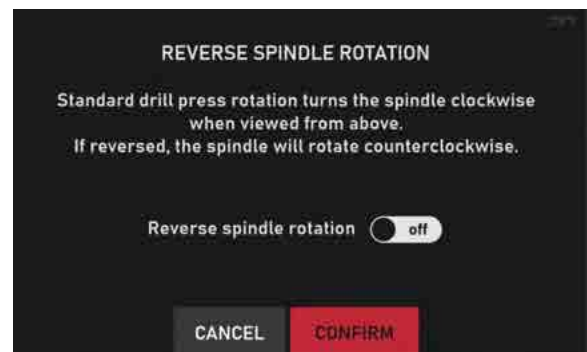 REVERSE SPINDLE ROTATION
Standard drill press rotation turns the spindle clockwise
when viewed from above.
If reversed, the spindle will rotate counterclockwise.
Reverse spindle rotation off
CANCEL CONFIRM